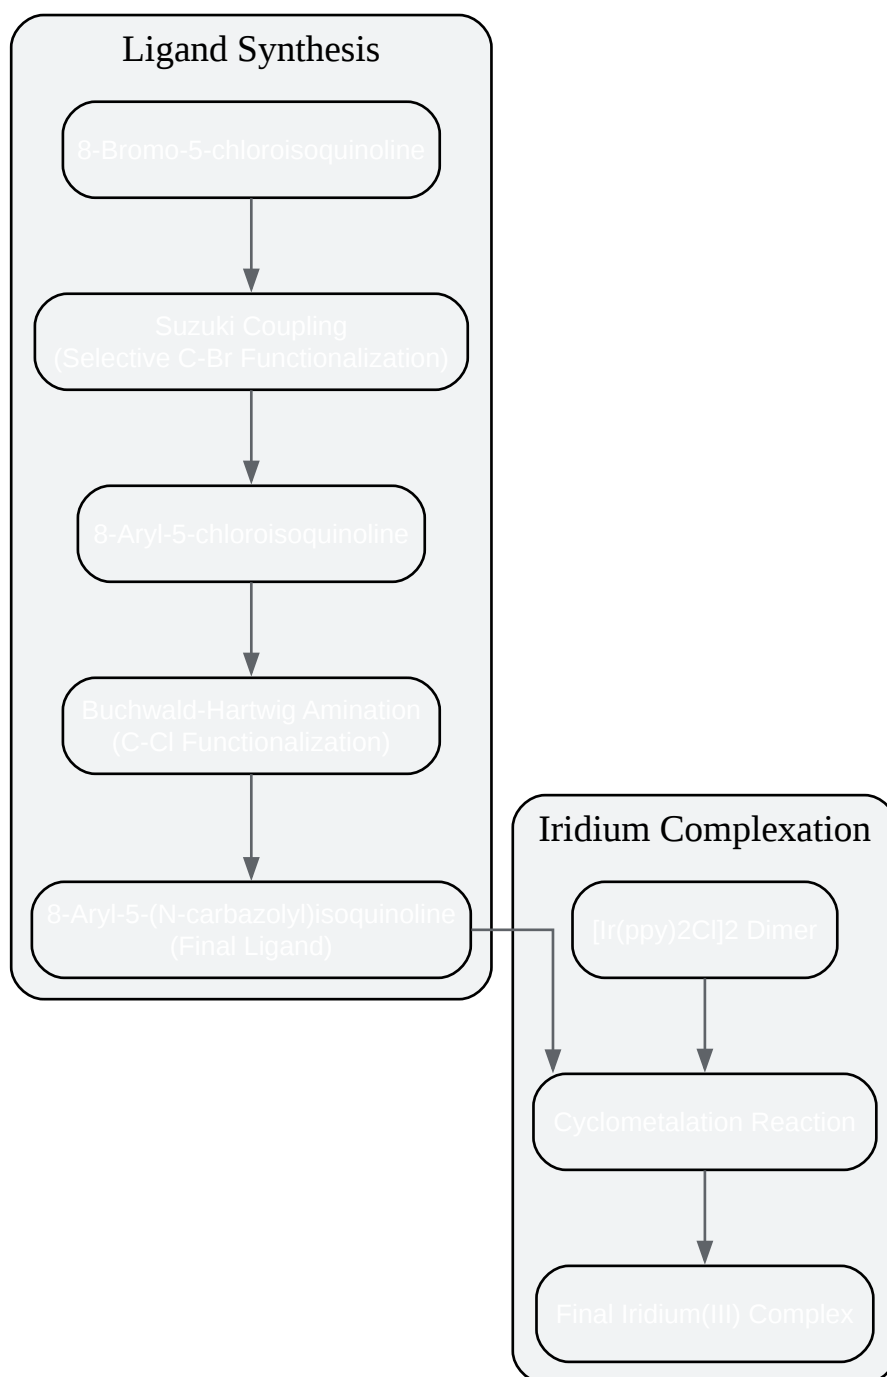 Ligand Synthesis
8-Bromo-5-chloroisoquinoline
Suzuki Coupling
(Selective C-Br Functionalization)
8-Aryl-5-chloroisoquinoline
Buchwald-Hartwig Amination
(C-Cl Functionalization)
8-Aryl-5-(N-carbazolyl)isoquinoline
(Final Ligand)
Iridium Complexation
[Ir(ppy)2Cl]2 Dimer
Cyclometalation Reaction
Final Iridium(III) Complex